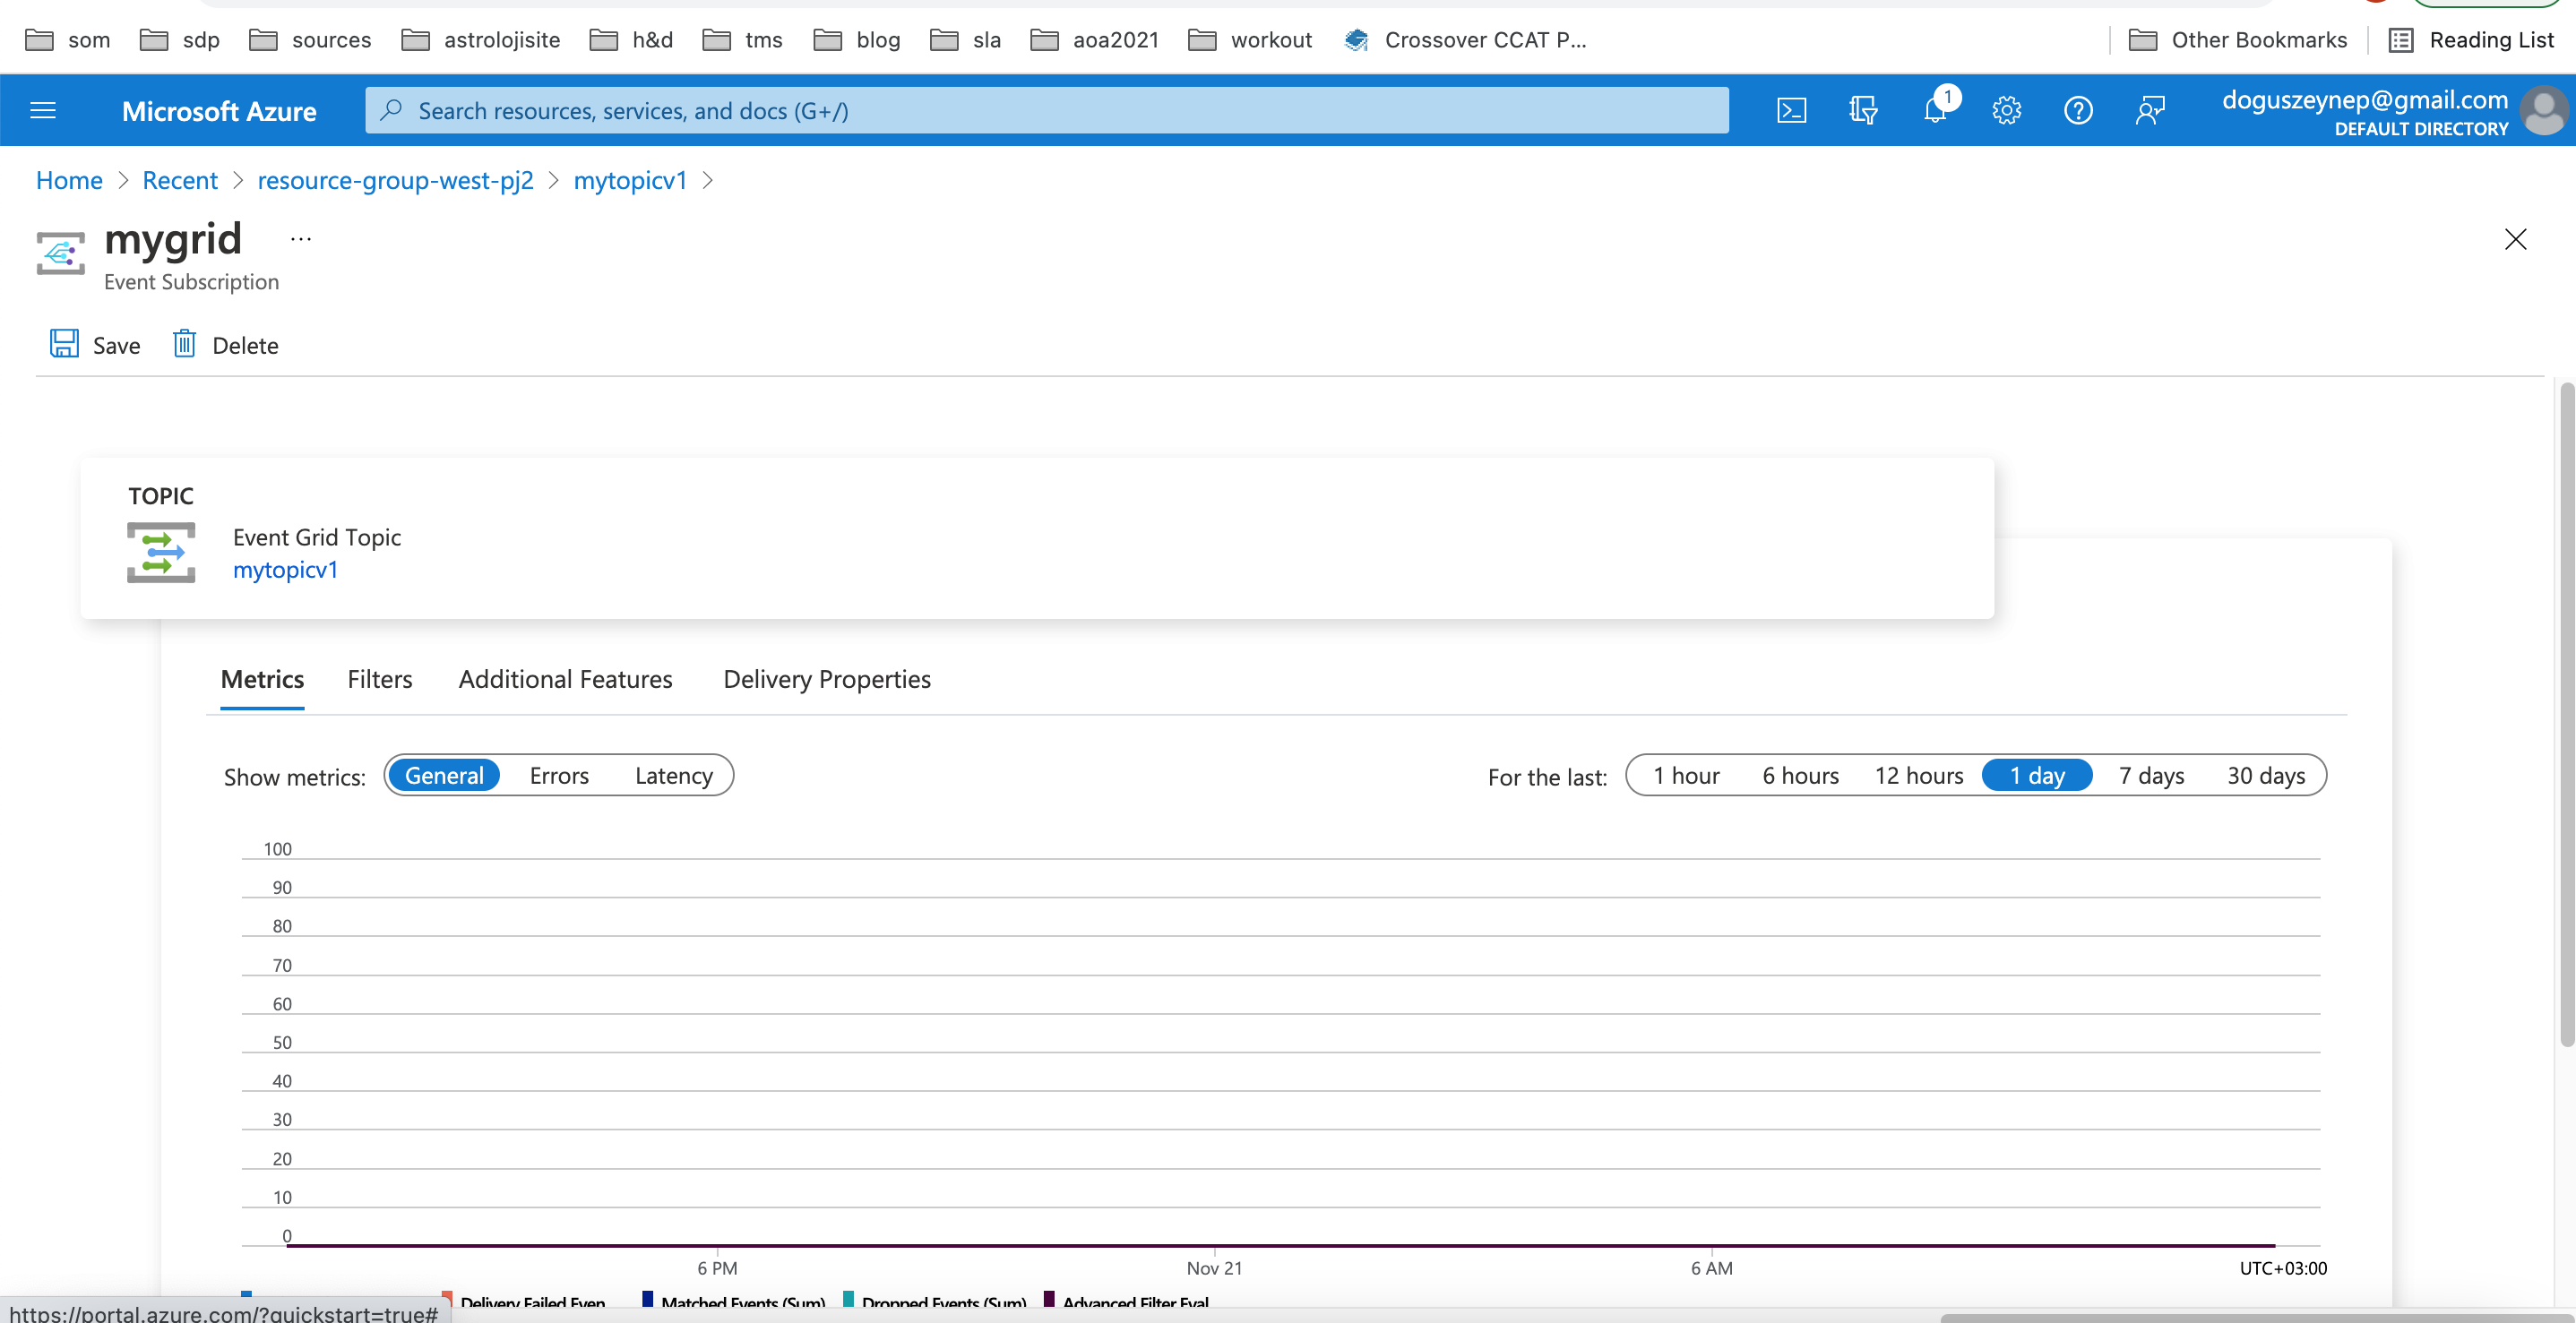 som sdp sources astrolojisite h&d tms blog sla aoa2021 workout Crossover CCAT P... Other Bookmarks Reading List
Microsoft Azure Search resources, services, and docs (G+/) 1 doguszeynep@gmail.com
DEFAULT DIRECTORY
Home > Recent > resource-group-west-pj2 > mytopicv1 >
mygrid ...
Event Subscription
Save Delete
TOPIC
Event Grid Topic
mytopicv1
Metrics Filters Additional Features Delivery Properties
Show metrics: General Errors Latency For the last: 1 hour 6 hours 12 hours 1 day 7 days 30 days
100
90
80
70
60
50
40
30
20
10
0
6 PM Nov 21 6 AM UTC+03:00
Delivery Failed Even Matched Events (Sum) Dropped Events (Sum) Advanced Filter Eval
https://portal.azure.com/?quickstart=true#